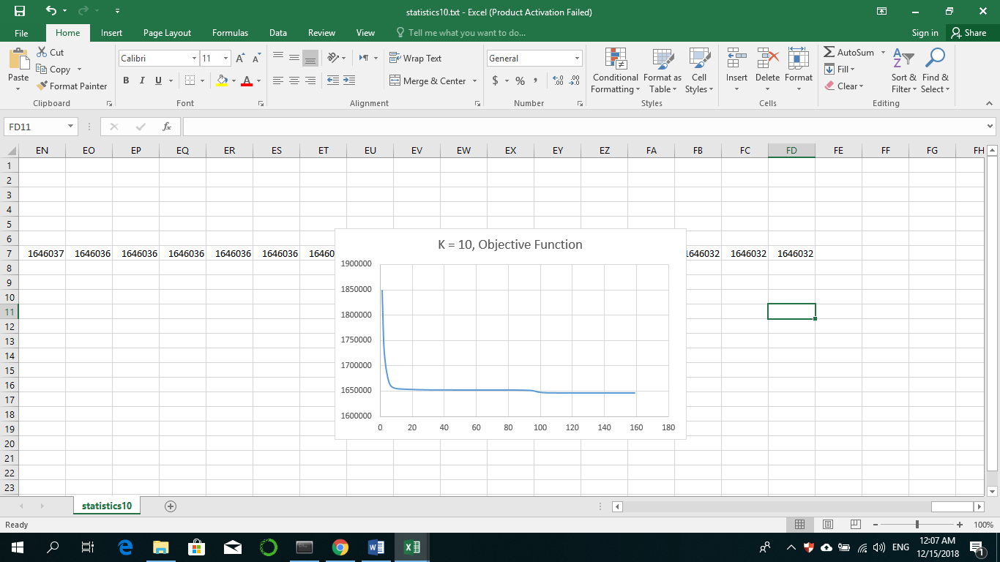 statistics10.txt - Excel (Product Activation Failed)
File Home Insert Page Layout Formulas Data Review View Tell me what you want to do... Sign in Share
Paste
Cut
Copy
Format Painter
Clipboard
Calibri 11
B I U
Font
Wrap Text
Merge & Center
Alignment
General
$ % ,
Number
Conditional Formatting
Format as Table
Cell Styles
Styles
Insert Delete Format
Cells
AutoSum
Fill
Clear
Sort & Filter
Find & Select
Editing
FD11 fx
EN EO EP EQ ER ES ET EU EV EW EX EY EZ FA FB FC FD FE FF FG FH
1
2
3
4
5
6
7 1646037 1646036 1646036 1646036 1646036 1646036 16460 1646032 1646032 1646032
8
9
10
11
12
13
14
15
16
17
18
19
20
21
22
23
K = 10, Objective Function
1900000
1850000
1800000
1750000
1700000
1650000
1600000
0 20 40 60 80 100 120 140 160 180
statistics10
Ready 100%
ENG 12:07 AM
12/15/2018
1